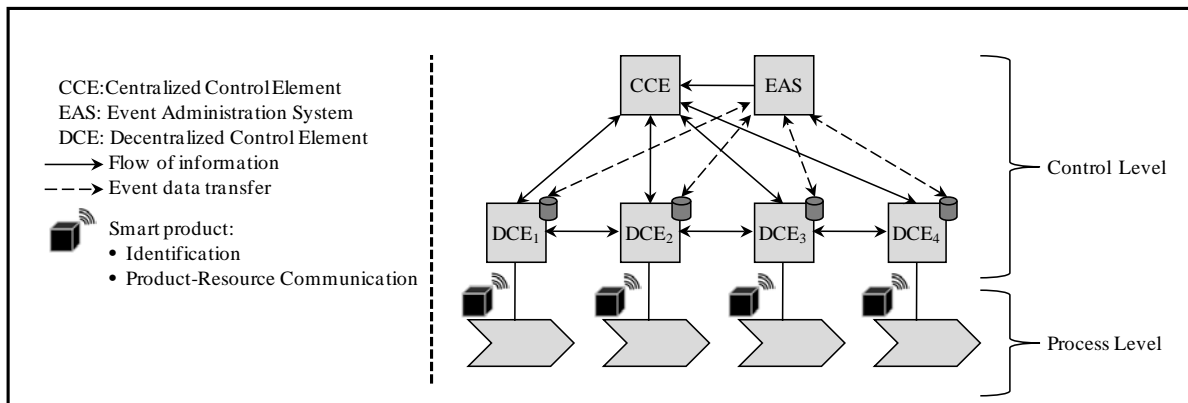 CCE:Centralized Control Element
EAS: Event Administration System
DCE: Decentralized Control Element
Flow of information
Event data transfer
Smart product:
• Identification
• Product-Resource Communication
CCE
EAS
DCE₁
DCE₂
DCE₃
DCE₄
Control Level
Process Level